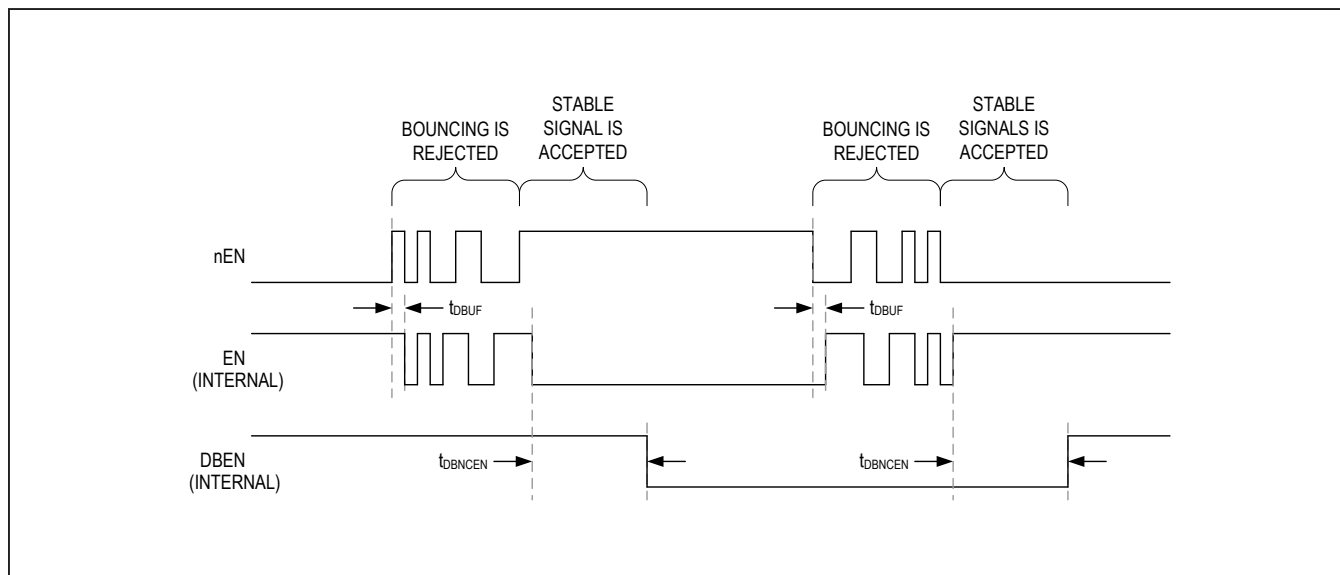 BOUNCING IS
REJECTED
STABLE
SIGNAL IS
ACCEPTED
BOUNCING IS
REJECTED
STABLE
SIGNALS IS
ACCEPTED
nEN
tDBUF
tDBUF
EN
(INTERNAL)
DBEN
(INTERNAL)
tDBNCEN
tDBNCEN